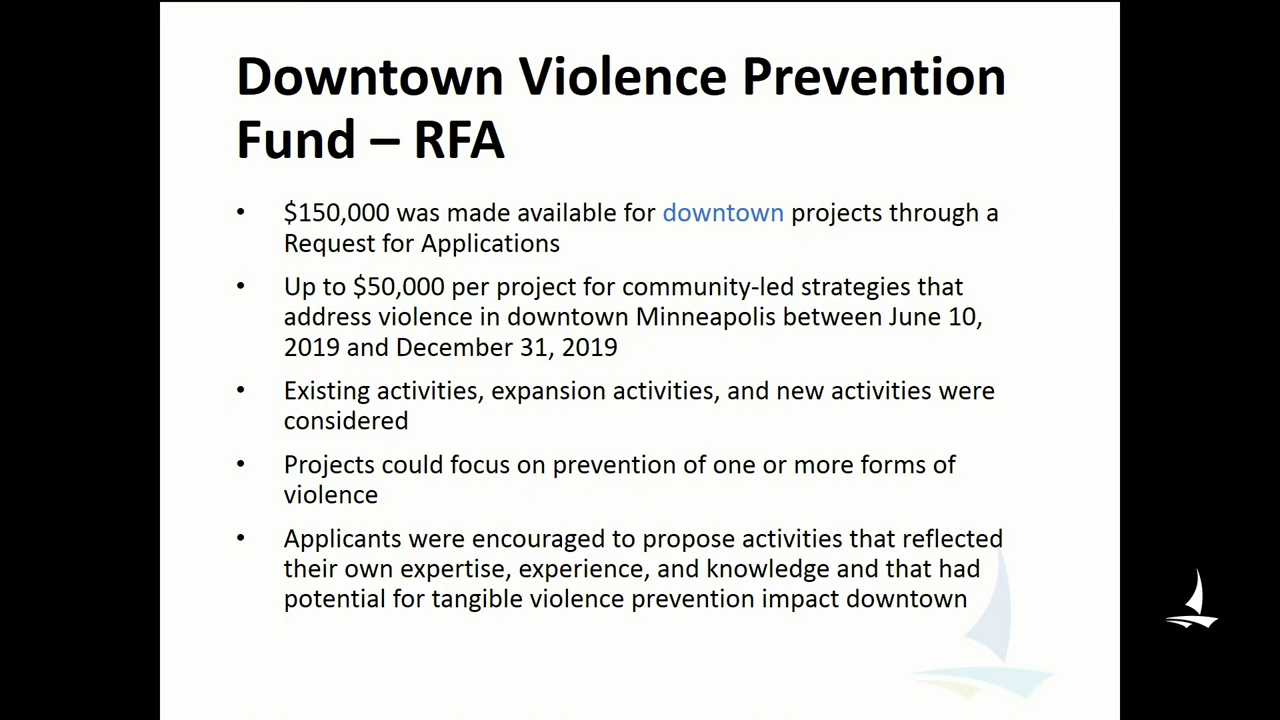 Downtown Violence Prevention
Fund – RFA
• $150,000 was made available for downtown projects through a
Request for Applications
• Up to $50,000 per project for community-led strategies that
address violence in downtown Minneapolis between June 10,
2019 and December 31, 2019
• Existing activities, expansion activities, and new activities were
considered
• Projects could focus on prevention of one or more forms of
violence
• Applicants were encouraged to propose activities that reflected
their own expertise, experience, and knowledge and that had
potential for tangible violence prevention impact downtown